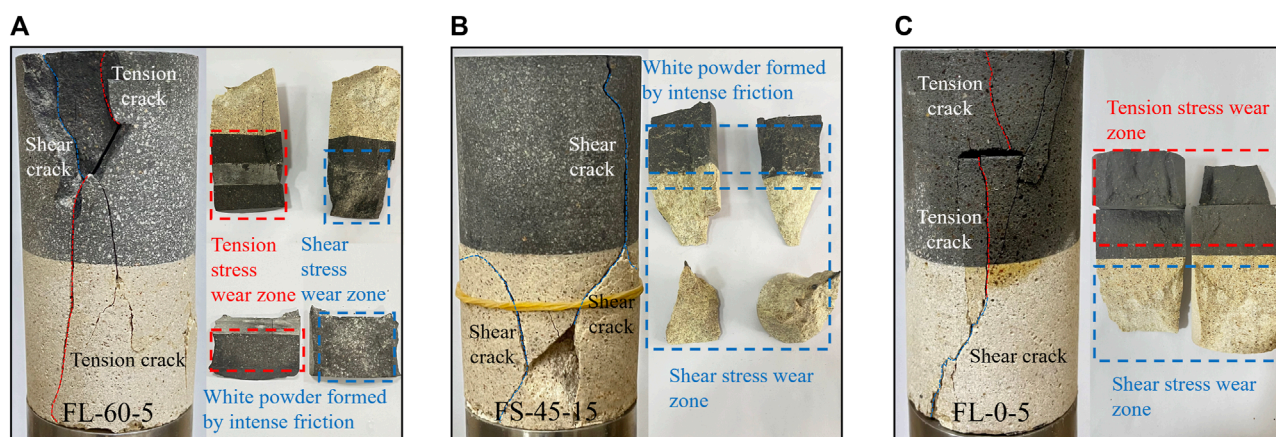 A
Tension
crack
Shear
crack
Tension
stress
wear zone
Shear
stress
wear zone
Tension crack
White powder formed
by intense friction
FL-60-5
B
White powder formed
by intense friction
Shear
crack
Shear
crack
Shear
crack
Shear stress wear
zone
FS-45-15
C
Tension
crack
Tension stress wear
zone
Tension
crack
Shear crack
Shear stress wear
zone
FL-0-5